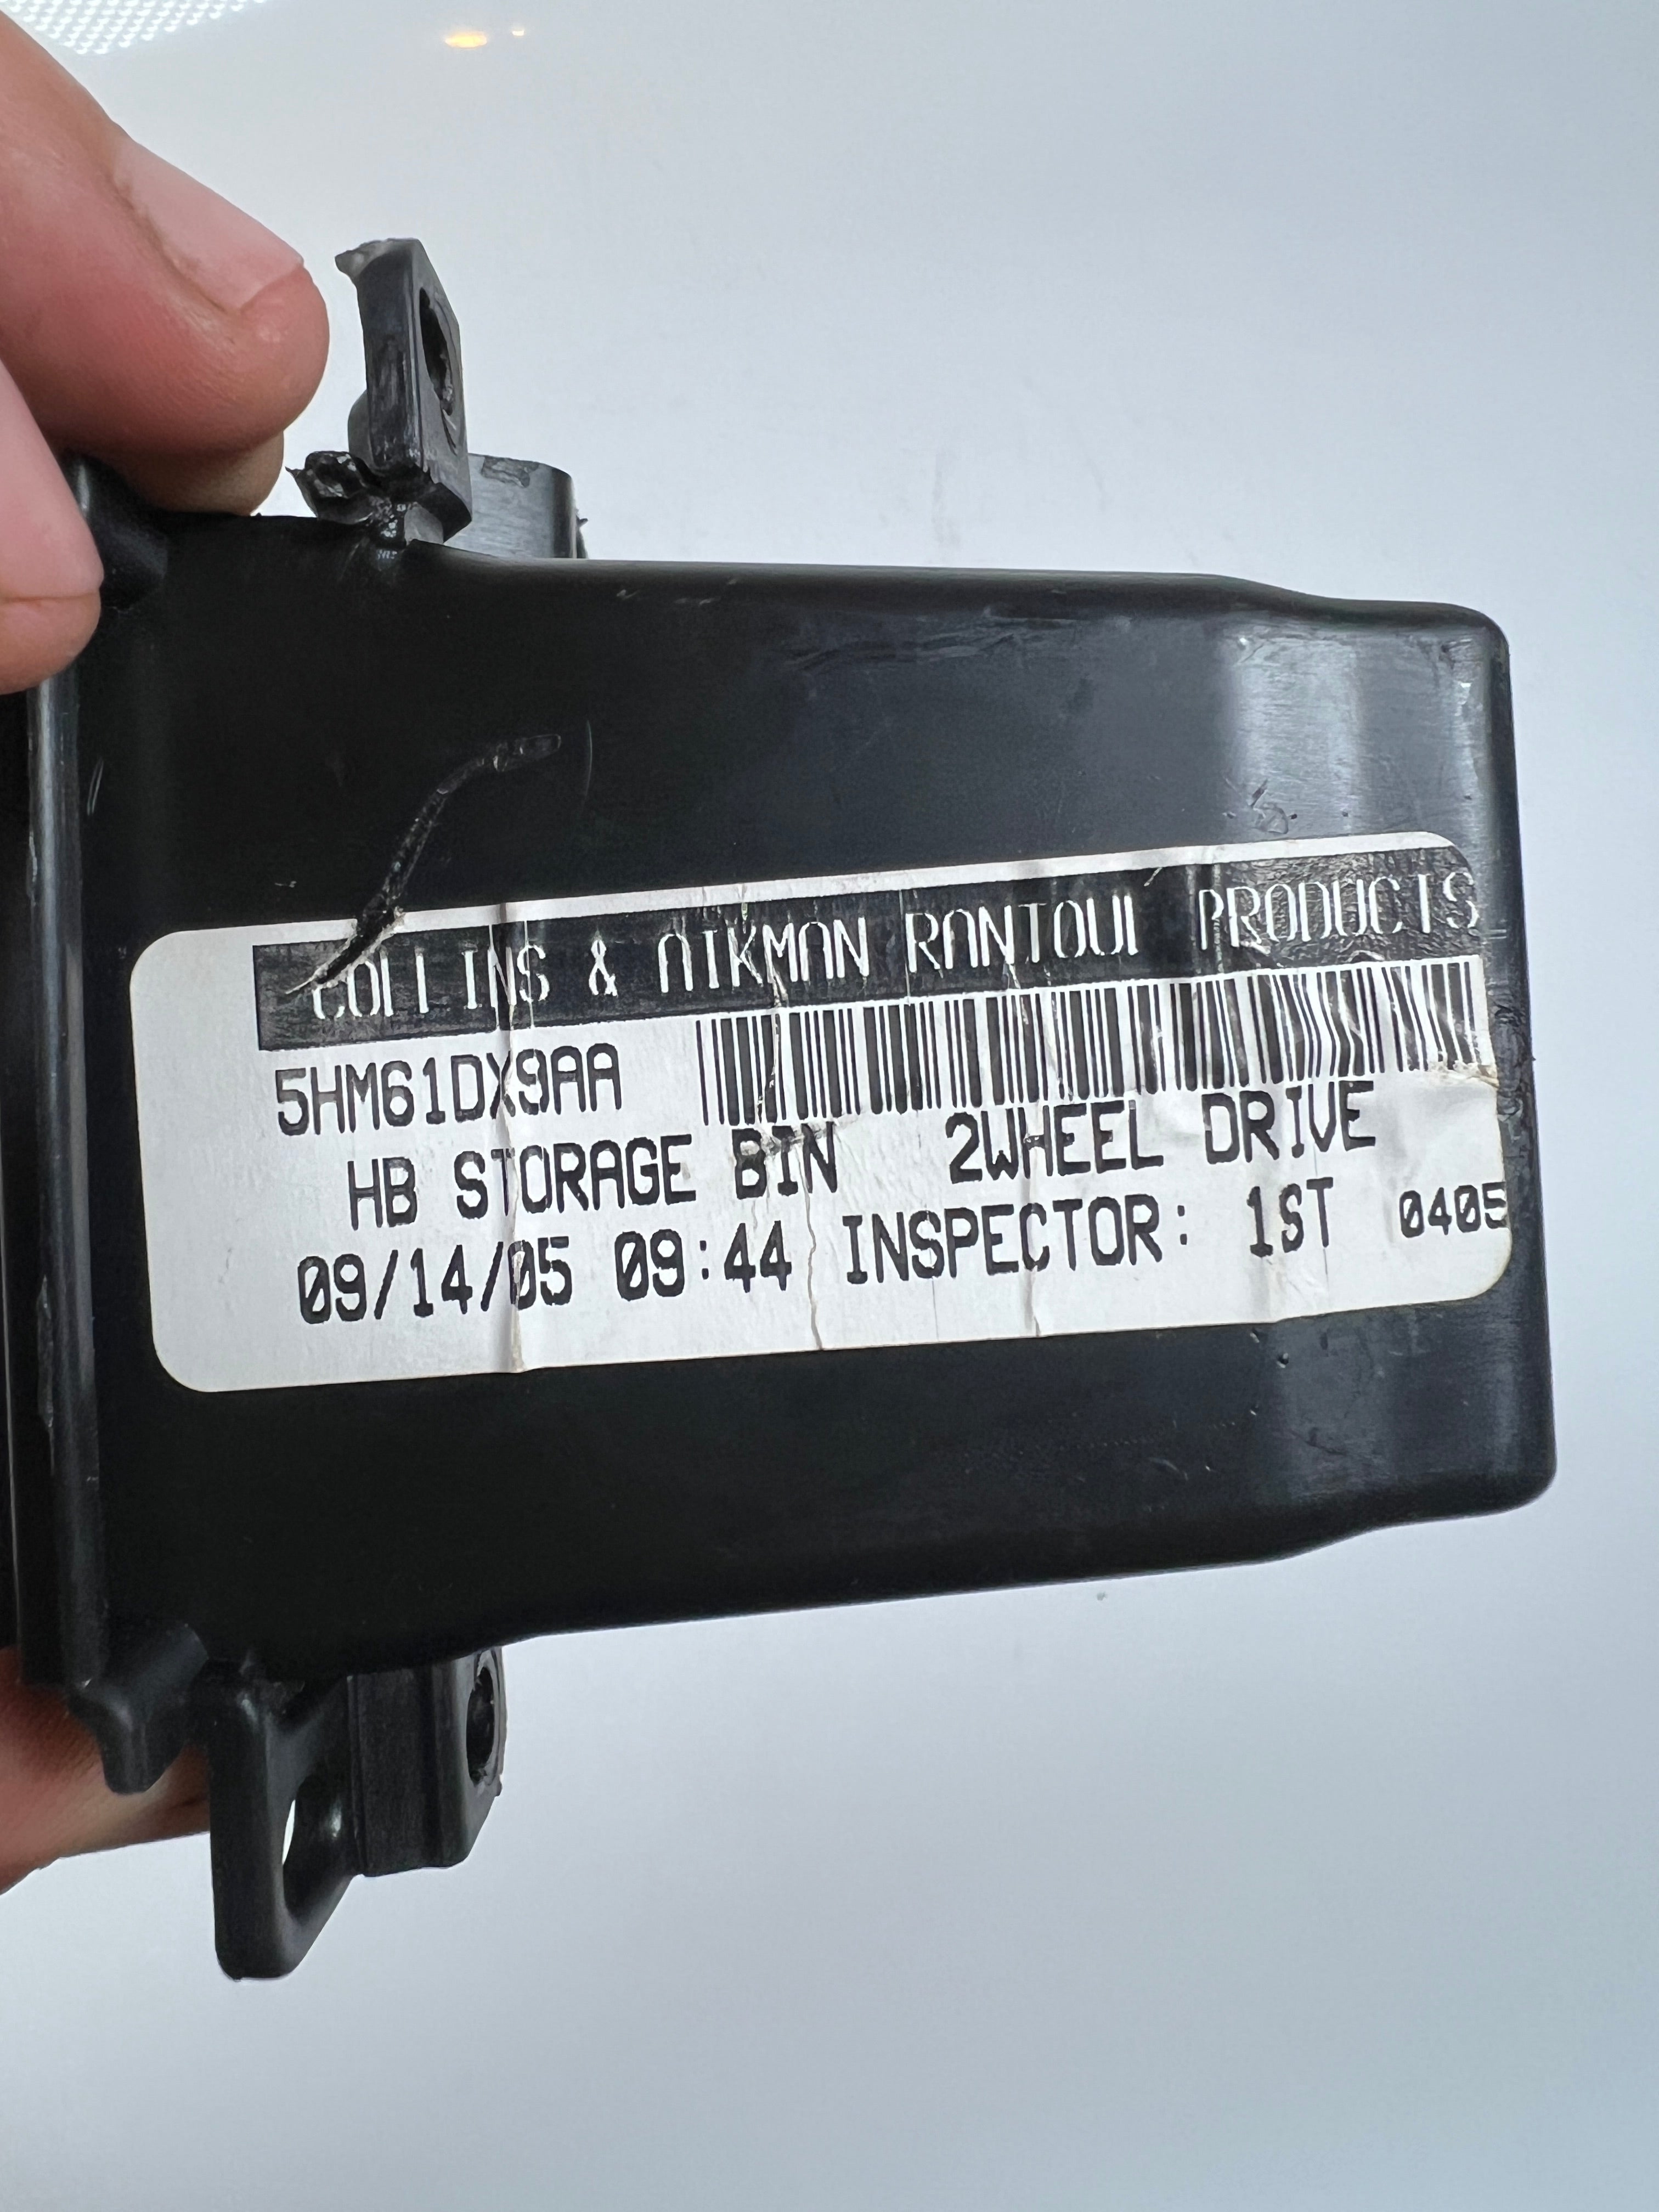 COLLINS & AIKMAN RANTOUL PRODUCTS
5HM61DX9AA
HB STORAGE BIN 2WHEEL DRIVE
09/14/05 09:44 INSPECTOR: 1ST 0405